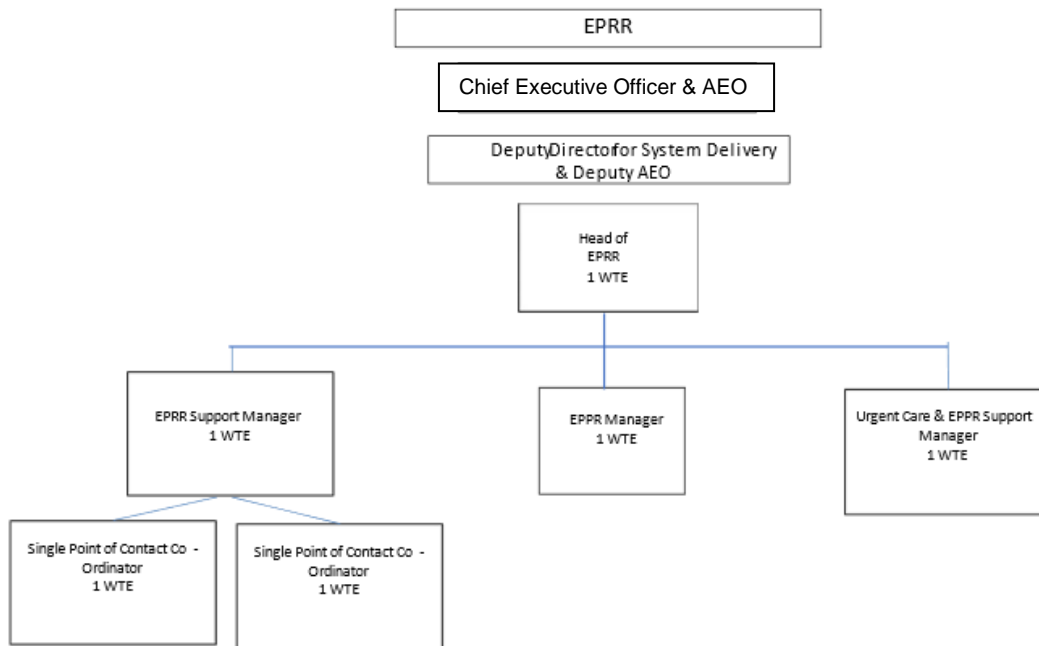 EPRR
Chief Executive Officer & AEO
DeputyDirectorfor System Delivery
& Deputy AEO
Head of
EPRR
1 WTE
EPRR Support Manager
1 WTE
EPPR Manager
1 WTE
Urgent Care & EPPR Support
Manager
1 WTE
Single Point of Contact Co -
Ordinator
1 WTE
Single Point of Contact Co -
Ordinator
1 WTE